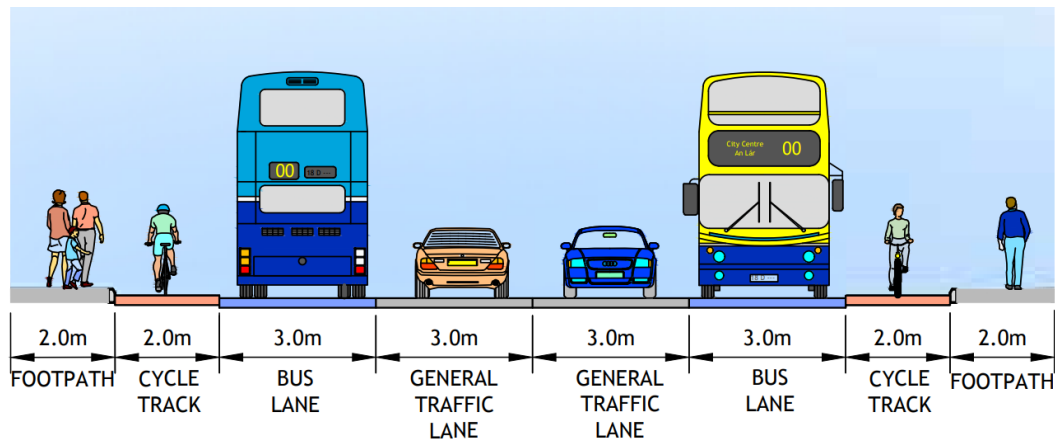 City Centre
An Lár
00
00
18 D
18 D
2.0m
2.0m
3.0m
3.0m
3.0m
3.0m
2.0m
2.0m
FOOTPATH
CYCLE
TRACK
BUS
LANE
GENERAL
TRAFFIC
LANE
GENERAL
TRAFFIC
LANE
BUS
LANE
CYCLE
TRACK
FOOTPATH